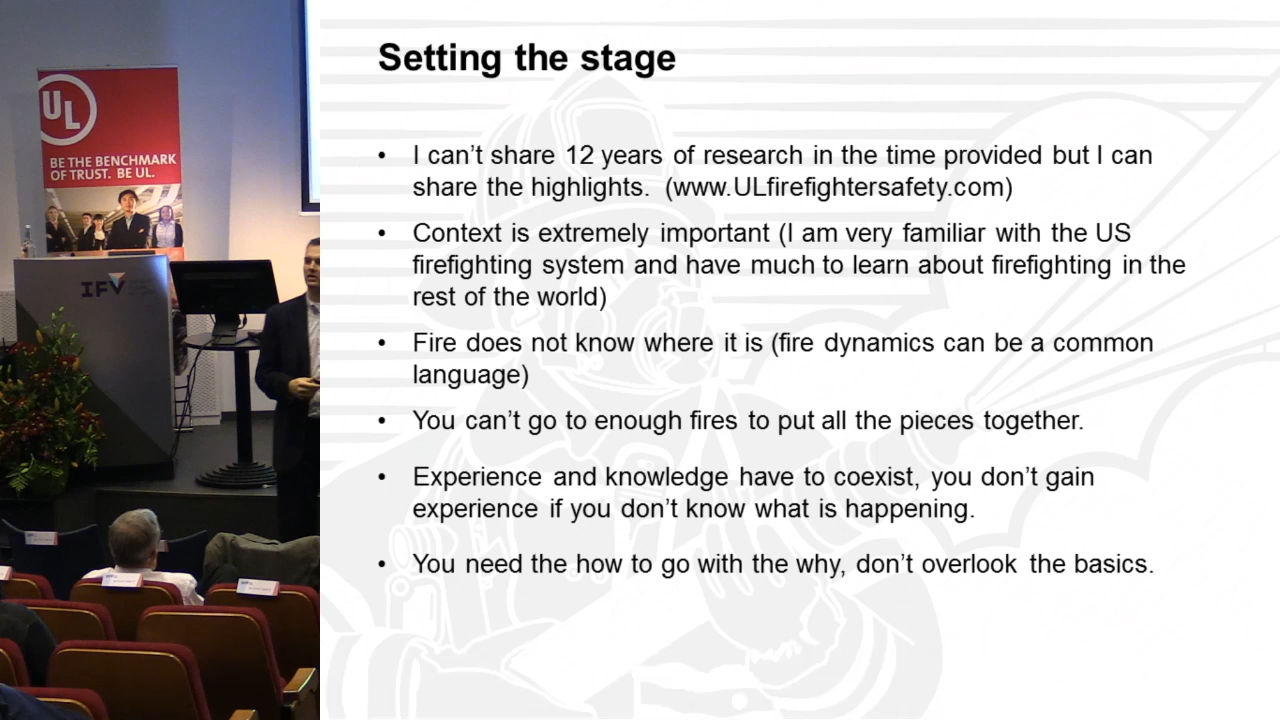 UL
BE THE BENCHMARK
OF TRUST. BE UL.
IFV
Setting the stage
• I can’t share 12 years of research in the time provided but I can
share the highlights. (www.ULfirefightersafety.com)
• Context is extremely important (I am very familiar with the US
firefighting system and have much to learn about firefighting in the
rest of the world)
• Fire does not know where it is (fire dynamics can be a common
language)
• You can’t go to enough fires to put all the pieces together.
• Experience and knowledge have to coexist, you don’t gain
experience if you don’t know what is happening.
• You need the how to go with the why, don’t overlook the basics.